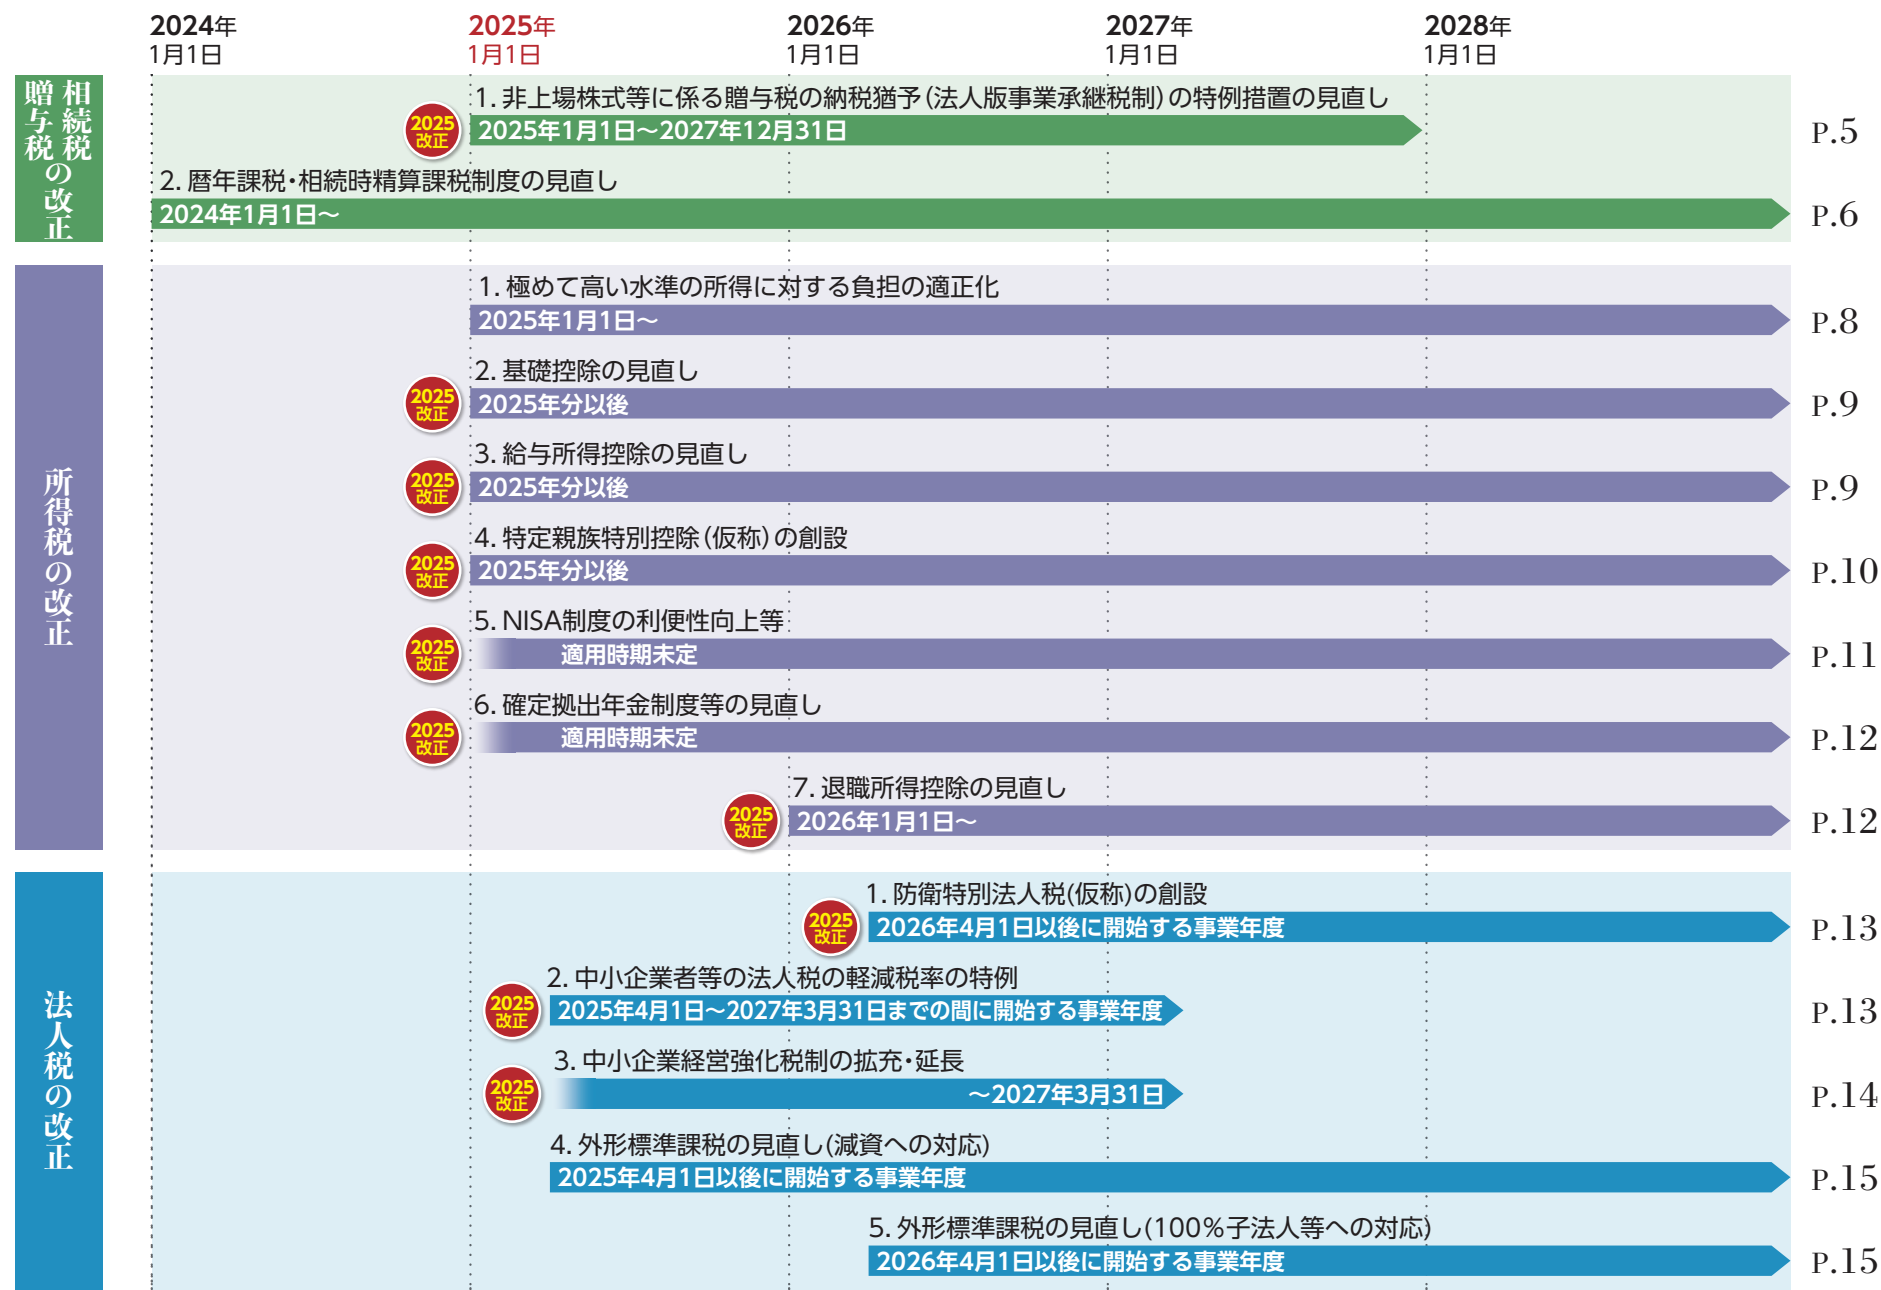 2024年
1月1日
2025年
1月1日
2026年
1月1日
2027年
1月1日
2028年
1月1日
相続税
贈与税の改正
1. 非上場株式等に係る贈与税の納税猶予（法人版事業承継税制）の特例措置の見直し
2025
改正
2025年1月1日～2027年12月31日
P.5
2. 暦年課税・相続時精算課税制度の見直し
2024年1月1日～
P.6
所得税の改正
1. 極めて高い水準の所得に対する負担の適正化
2025年1月1日～
P.8
2. 基礎控除の見直し
2025
改正
2025年分以後
P.9
3. 給与所得控除の見直し
2025
改正
2025年分以後
P.9
4. 特定親族特別控除（仮称）の創設
2025
改正
2025年分以後
P.10
5. NISA制度の利便性向上等
2025
改正
適用時期未定
P.11
6. 確定拠出年金制度等の見直し
2025
改正
適用時期未定
P.12
7. 退職所得控除の見直し
2025
改正
2026年1月1日～
P.12
法人税の改正
1. 防衛特別法人税(仮称)の創設
2025
改正
2026年4月1日以後に開始する事業年度
P.13
2. 中小企業者等の法人税の軽減税率の特例
2025
改正
2025年4月1日～2027年3月31日までの間に開始する事業年度
P.13
3. 中小企業経営強化税制の拡充・延長
2025
改正
～2027年3月31日
P.14
4. 外形標準課税の見直し(減資への対応)
2025年4月1日以後に開始する事業年度
P.15
5. 外形標準課税の見直し(100％子法人等への対応)
2026年4月1日以後に開始する事業年度
P.15